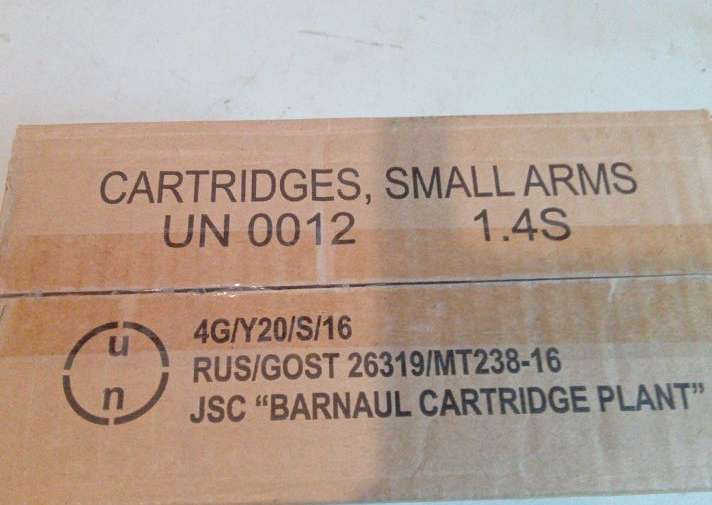 CARTRIDGES, SMALL ARMS
UN 0012 1.4S
u
n
4G/Y20/S/16
RUS/GOST 26319/MT238-16
JSC “BARNAUL CARTRIDGE PLANT”